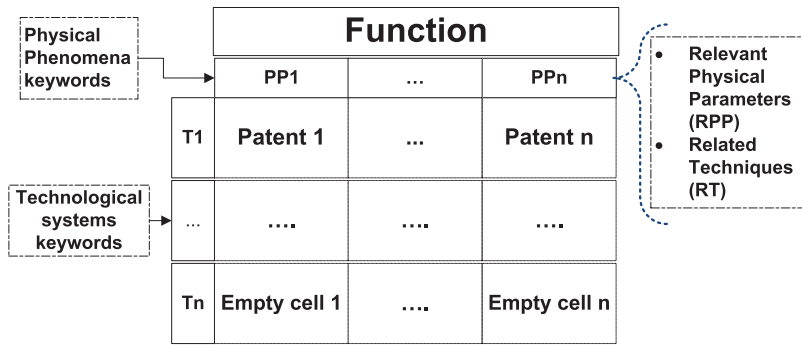 Function
Physical
Phenomena
keywords
PP1 ... PPn
• Relevant
Physical
Parameters
(RPP)
• Related
Techniques
(RT)
T1 Patent 1 ... Patent n
Technological
systems
keywords
... .... .... ....
Tn Empty cell 1 .... Empty cell n